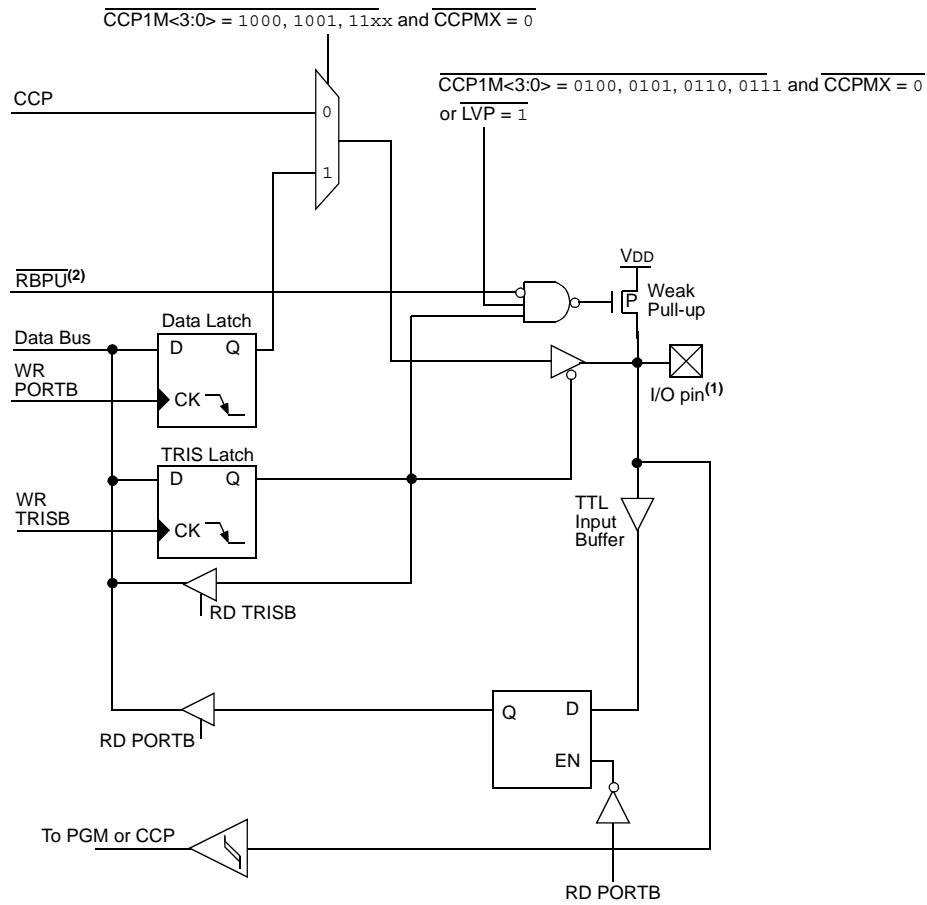 CCP1M<3:0> = 1000, 1001, 11xx and CCPMX = 0
CCP1M<3:0> = 0100, 0101, 0110, 0111 and CCPMX = 0
or LVP = 1
CCP
0
1
VDD
RBPU(2)
P
Weak
Pull-up
Data Latch
Data Bus
D
Q
WR
PORTB
CK
I/O pin(1)
TRIS Latch
D
Q
WR
TRISB
CK
TTL
Input
Buffer
RD TRISB
Q
D
EN
RD PORTB
To PGM or CCP
RD PORTB